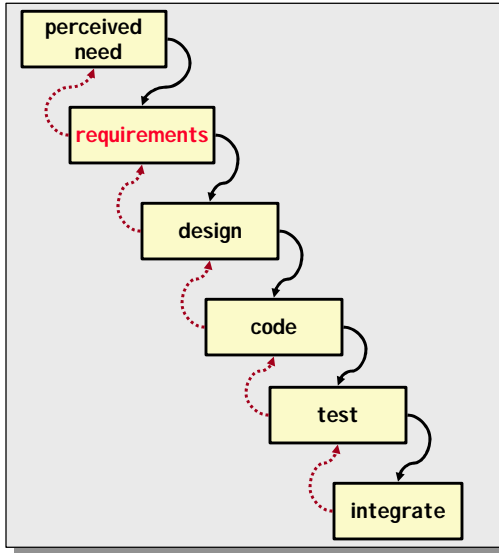 perceived
need
requirements
design
code
test
integrate